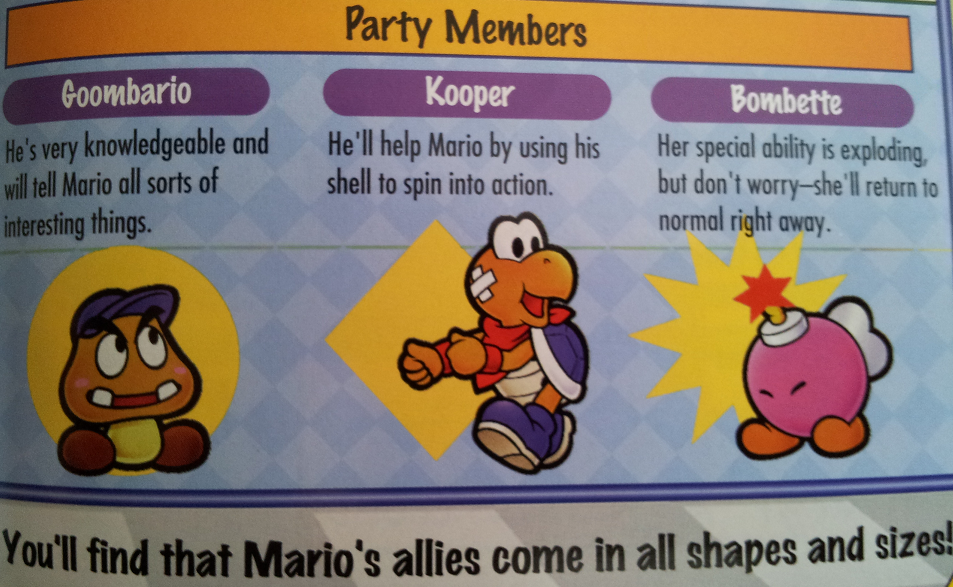 Party Members
Goombario
He's very knowledgeable and
will tell Mario all sorts of
interesting things.
Kooper
He'll help Mario by using his
shell to spin into action.
Bombette
Her special ability is exploding,
but don't worry—she'll return to
normal right away.
You'll find that Mario's allies come in all shapes and sizes!